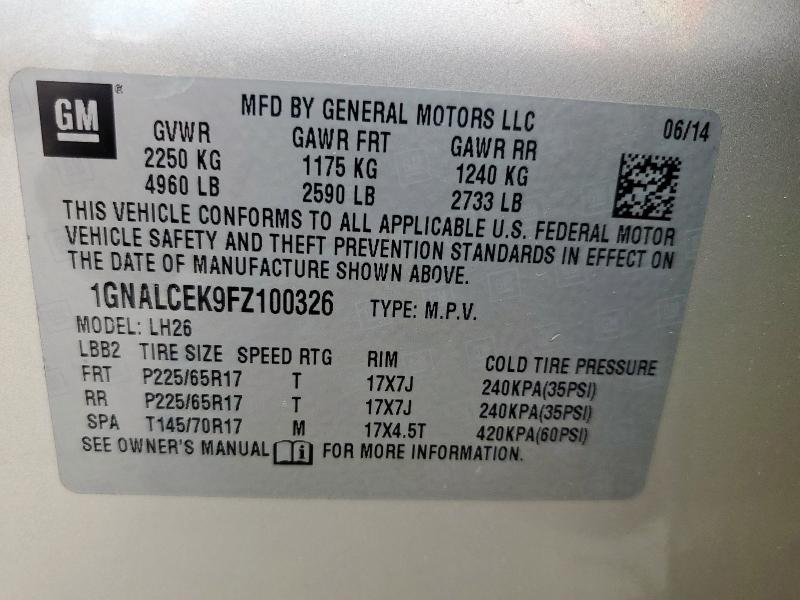 GM ® MFD BY GENERAL MOTORS LLC 06/14
GVWR GAWR FRT GAWR RR
2250 KG 1175 KG 1240 KG
4960 LB 2590 LB 2733 LB
THIS VEHICLE CONFORMS TO ALL APPLICABLE U.S. FEDERAL MOTOR
VEHICLE SAFETY AND THEFT PREVENTION STANDARDS IN EFFECT ON
THE DATE OF MANUFACTURE SHOWN ABOVE.
1GNALCEK9FZ100326 TYPE: M.P.V.
MODEL: LH26
LBB2 TIRE SIZE SPEED RTG RIM COLD TIRE PRESSURE
FRT P225/65R17 T 17X7J 240KPA(35PSI)
RR P225/65R17 T 17X7J 240KPA(35PSI)
SPA T145/70R17 M 17X4.5T 420KPA(60PSI)
SEE OWNER'S MANUAL i FOR MORE INFORMATION.